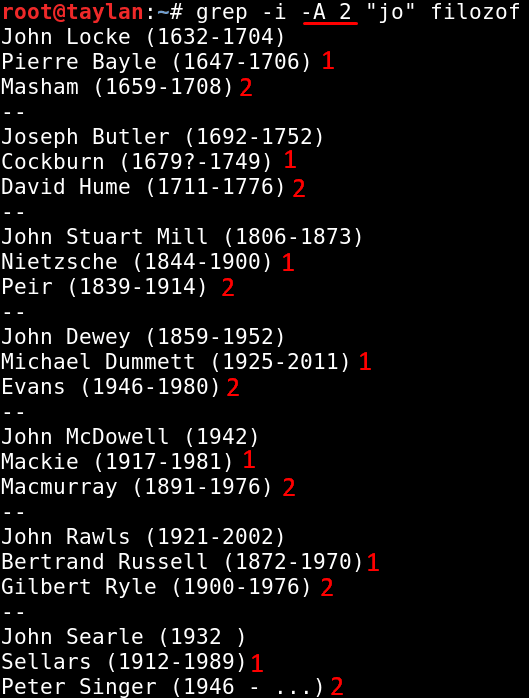 root@taylan:~# grep -i -A 2 "jo" filozof
John Locke (1632-1704)
Pierre Bayle (1647-1706) 1
Masham (1659-1708) 2
--
Joseph Butler (1692-1752)
Cockburn (1679?-1749) 1
David Hume (1711-1776) 2
--
John Stuart Mill (1806-1873)
Nietzsche (1844-1900) 1
Peir (1839-1914) 2
--
John Dewey (1859-1952)
Michael Dummett (1925-2011) 1
Evans (1946-1980) 2
--
John McDowell (1942)
Mackie (1917-1981) 1
Macmurray (1891-1976) 2
--
John Rawls (1921-2002)
Bertrand Russell (1872-1970) 1
Gilbert Ryle (1900-1976) 2
--
John Searle (1932 )
Sellars (1912-1989) 1
Peter Singer (1946 - ...) 2